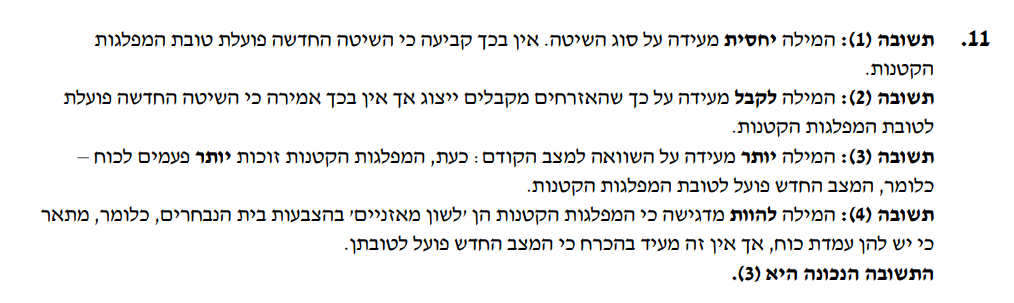 11. תשובה (1): המילה יחסית מעידה על סוג השיטה. אין בכך קביעה כי השיטה החדשה פועלת טובת המפלגות
הקטנות.
תשובה (2): המילה לקבל מעידה על כך שהאזרחים מקבלים ייצוג אך אין בכך אמירה כי השיטה החדשה פועלת
לטובת המפלגות הקטנות.
תשובה (3): המילה יותר מעידה על השוואה למצב הקודם: כעת, המפלגות הקטנות זוכות יותר פעמים לכוח –
כלומר, המצב החדש פועל לטובת המפלגות הקטנות.
תשובה (4): המילה להוות מדגישה כי המפלגות הקטנות הן 'לשון מאזניים' בהצבעות בית הנבחרים, כלומר, מתאר
כי יש להן עמדת כוח, אך אין זה מעיד בהכרח כי המצב החדש פועל לטובתן.
התשובה הנכונה היא (3).